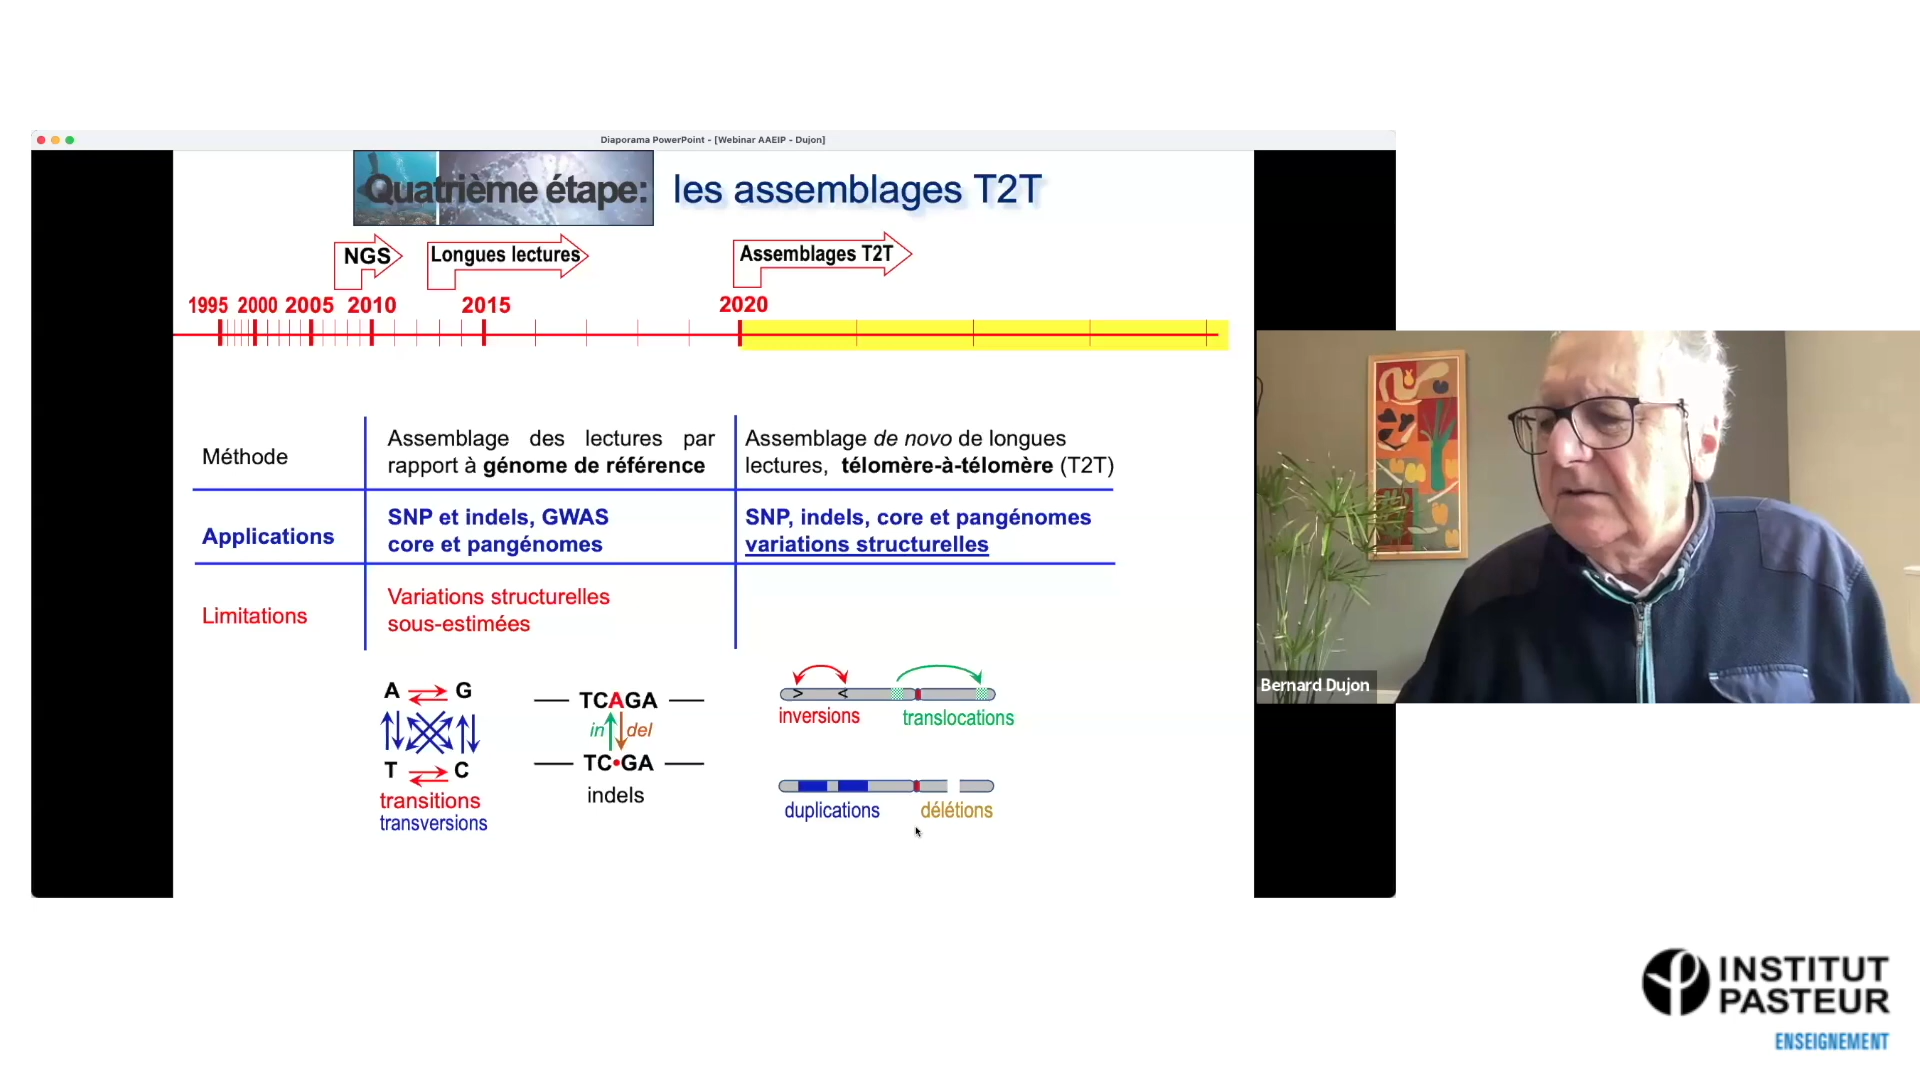 Diaporama PowerPoint - [Webinar AAEIP - Dujon]
Quatrième étape: les assemblages T2T
NGS
Longues lectures
Assemblages T2T
1995 2000 2005 2010 2015 2020
Méthode
Assemblage des lectures par
rapport à génome de référence
Assemblage de novo de longues
lectures, télomère-à-télomère (T2T)
Applications
SNP et indels, GWAS
core et pangénomes
SNP, indels, core et pangénomes
variations structurelles
Limitations
Variations structurelles
sous-estimées
A G
T C
transitions
transversions
TCAGA
in del
TC•GA
indels
> <
inversions
translocations
duplications
délétions
Bernard Dujon
INSTITUT
PASTEUR
ENSEIGNEMENT